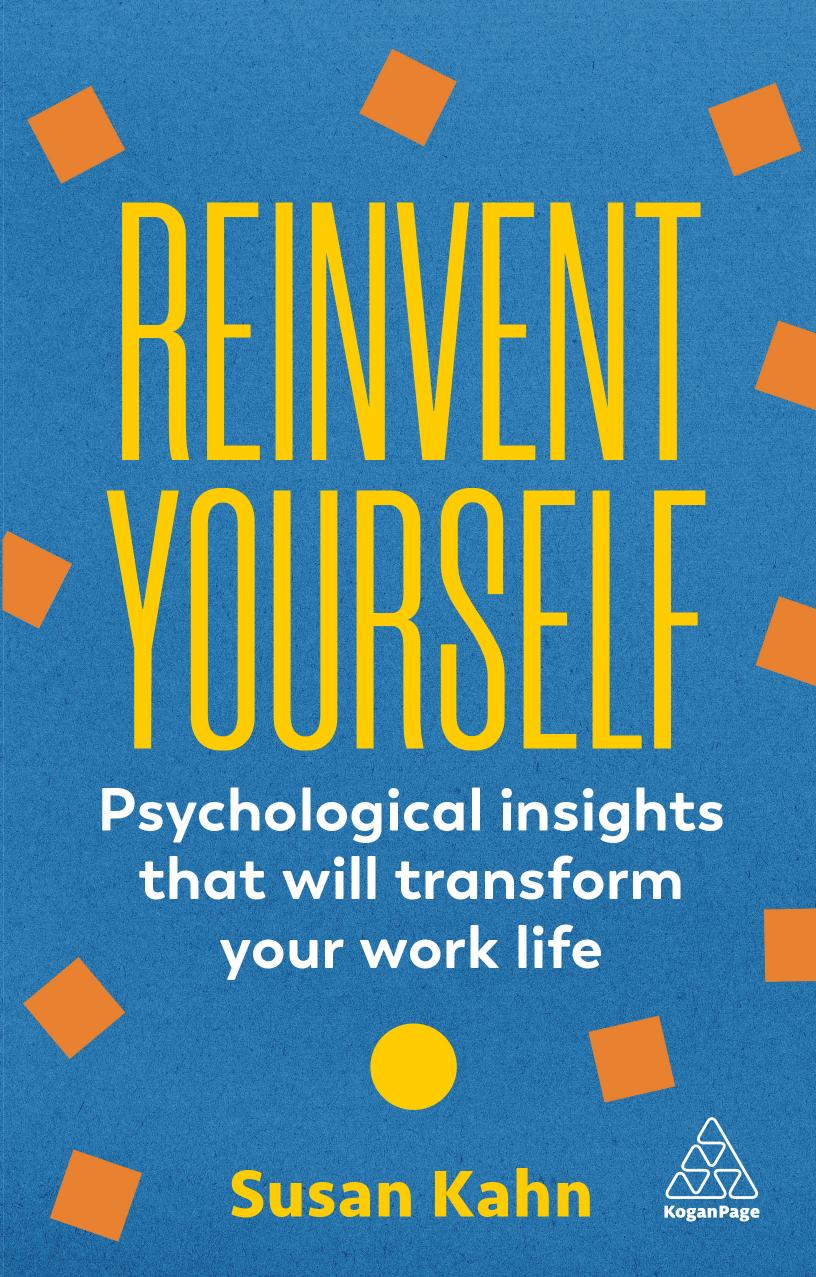 REINVENT
YOURSELF
Psychological insights
that will transform
your work life
Susan Kahn
KoganPage